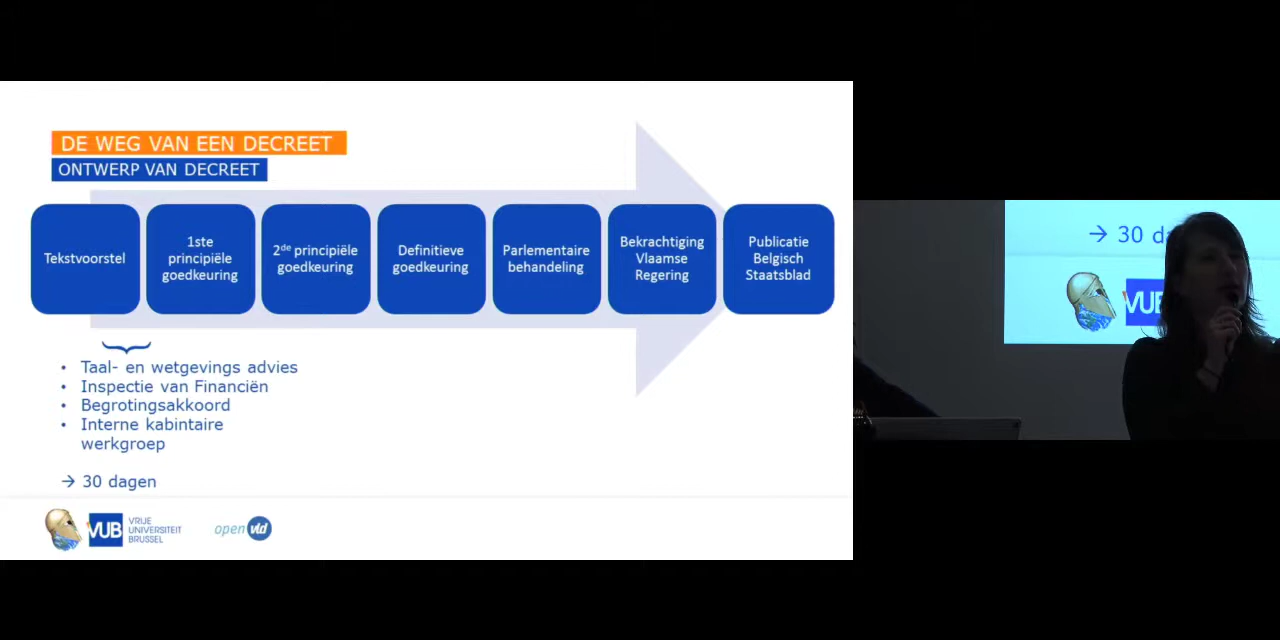 DE WEG VAN EEN DECREET
ONTWERP VAN DECREET
Tekstvoorstel
1ste
principiële
goedkeuring
2de principiële
goedkeuring
Definitieve
goedkeuring
Parlementaire
behandeling
Bekrachtiging
Vlaamse
Regering
Publicatie
Belgisch
Staatsblad
• Taal- en wetgevings advies
• Inspectie van Financiën
• Begrotingsakkoord
• Interne kabintaire
werkgroep
→ 30 dagen
VUB
VRIJE
UNIVERSITEIT
BRUSSEL
open vld
→ 30 da
VUB